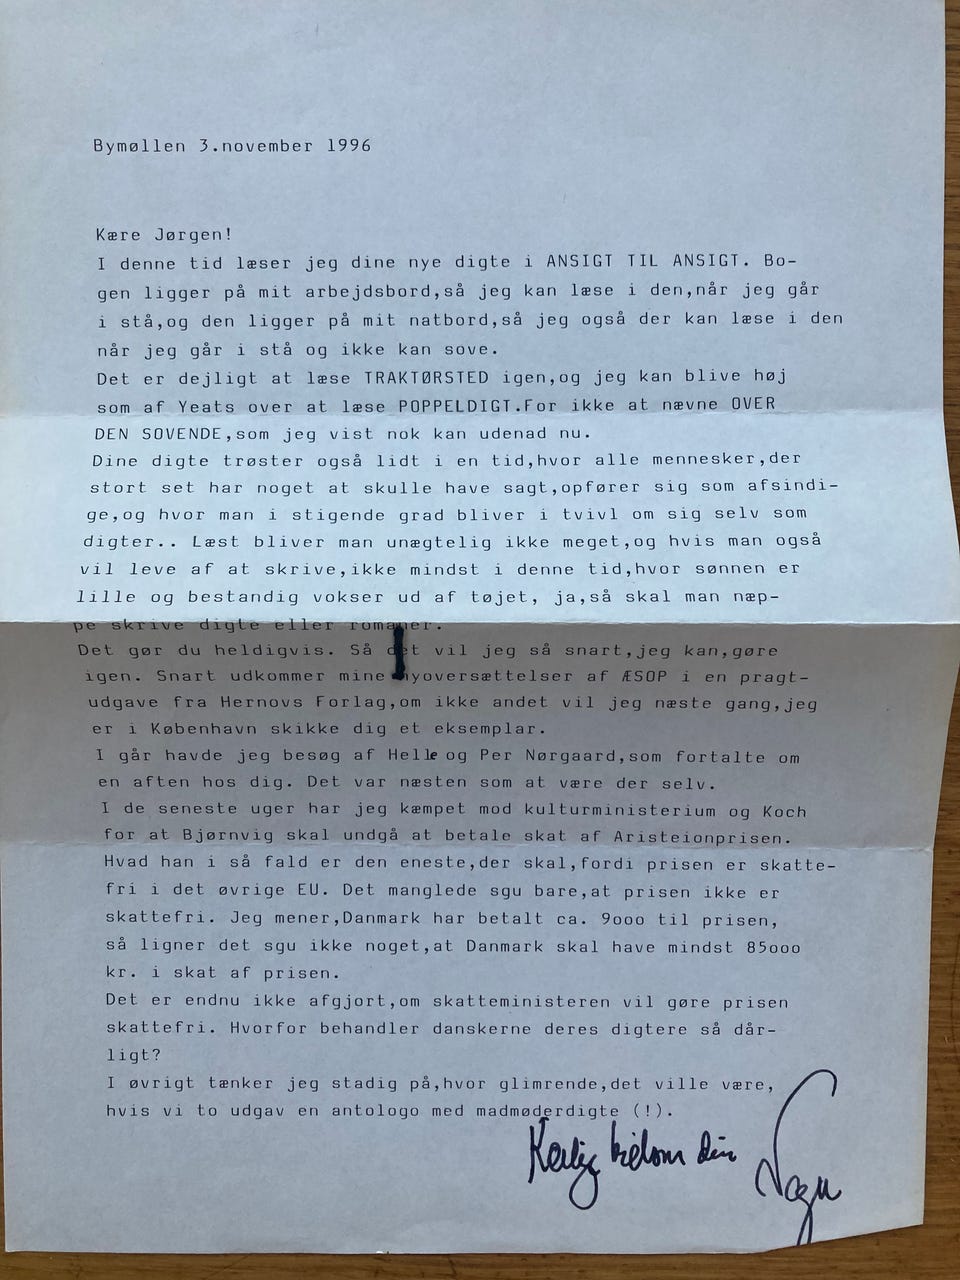 Bymøllen 3.november 1996
Kære Jørgen!
I denne tid læser jeg dine nye digte i ANSIGT TIL ANSIGT. Bo-
gen ligger på mit arbejdsbord,så jeg kan læse i den,når jeg går
i stå,og den ligger på mit natbord,så jeg også der kan læse i den
når jeg går i stå og ikke kan sove.
Det er dejligt at læse TRAKTØRSTED igen,og jeg kan blive høj
som af Yeats over at læse POPPELDIGT.For ikke at nævne OVER
DEN SOVENDE,som jeg vist nok kan udenad nu.
Dine digte trøster også lidt i en tid,hvor alle mennesker,der
stort set har noget at skulle have sagt,opfører sig som afsindi-
ge,og hvor man i stigende grad bliver i tvivl om sig selv som
digter.. Læst bliver man unægtelig ikke meget,og hvis man også
vil leve af at skrive,ikke mindst i denne tid,hvor sønnen er
lille og bestandig vokser ud af tøjet, ja,så skal man næp-
pe skrive digte eller romaner.
Det gør du heldigvis. Så det vil jeg så snart,jeg kan,gøre
igen. Snart udkommer mine nyoversættelser af ÆSOP i en pragt-
udgave fra Hernovs Forlag,om ikke andet vil jeg næste gang,jeg
er i København skikke dig et eksemplar.
I går havde jeg besøg af Helle og Per Nørgaard,som fortalte om
en aften hos dig. Det var næsten som at være der selv.
I de seneste uger har jeg kæmpet mod kulturministerium og Koch
for at Bjørnvig skal undgå at betale skat af Aristeionprisen.
Hvad han i så fald er den eneste,der skal,fordi prisen er skatte-
fri i det øvrige EU. Det manglede sgu bare,at prisen ikke er
skattefri. Jeg mener,Danmark har betalt ca. 9ooo til prisen,
så ligner det sgu ikke noget,at Danmark skal have mindst 85ooo
kr. i skat af prisen.
Det er endnu ikke afgjort,om skatteministeren vil gøre prisen
skattefri. Hvorfor behandler danskerne deres digtere så dår-
ligt?
I øvrigt tænker jeg stadig på,hvor glimrende,det ville være,
hvis vi to udgav en antologo med madmøderdigte (!).
Kærlig hilsen din